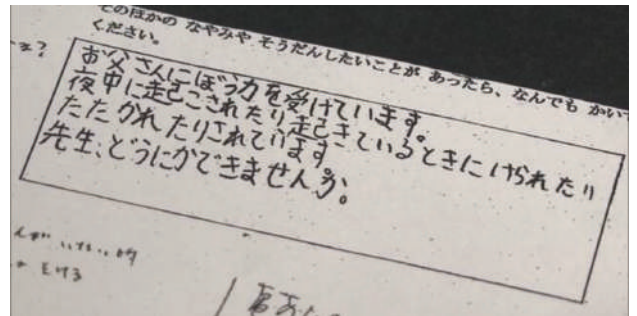 そのほかの なやみや そうだんしたいことが あったら、なんでも かいて
ください。
お父さんにぼう力を受けています。
夜中に起こされたり起きているときにけられたり
たたかれたりされています。
先生、どうにかできませんか。